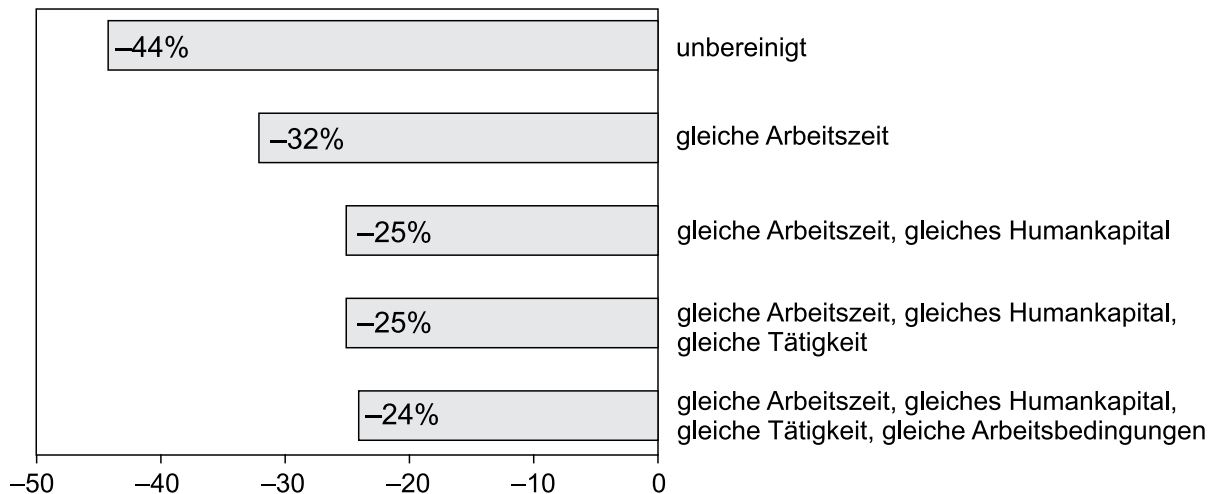 –44%
unbereinigt
–32%
gleiche Arbeitszeit
–25%
gleiche Arbeitszeit, gleiches Humankapital
–25%
gleiche Arbeitszeit, gleiches Humankapital,
gleiche Tätigkeit
–24%
gleiche Arbeitszeit, gleiches Humankapital,
gleiche Tätigkeit, gleiche Arbeitsbedingungen
–50 –40 –30 –20 –10 0